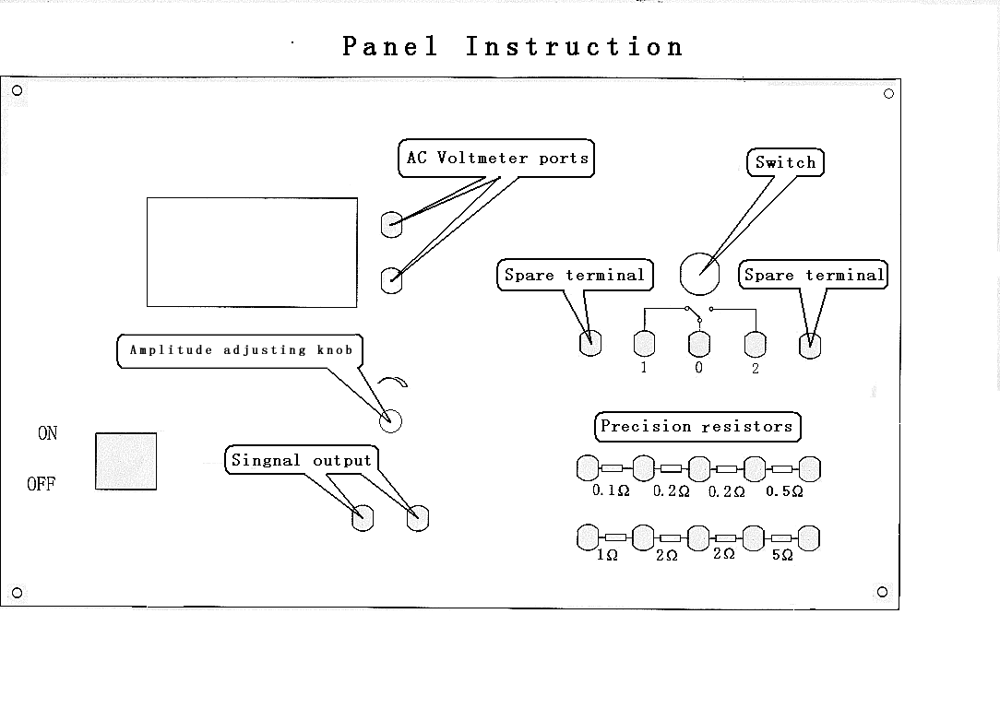 Panel Instruction
AC Voltmeter ports
Switch
Spare terminal
Spare terminal
1 0 2
Amplitude adjusting knob
ON
OFF
Singnal output
Precision resistors
0.1Ω 0.2Ω 0.2Ω 0.5Ω
1Ω 2Ω 2Ω 5Ω